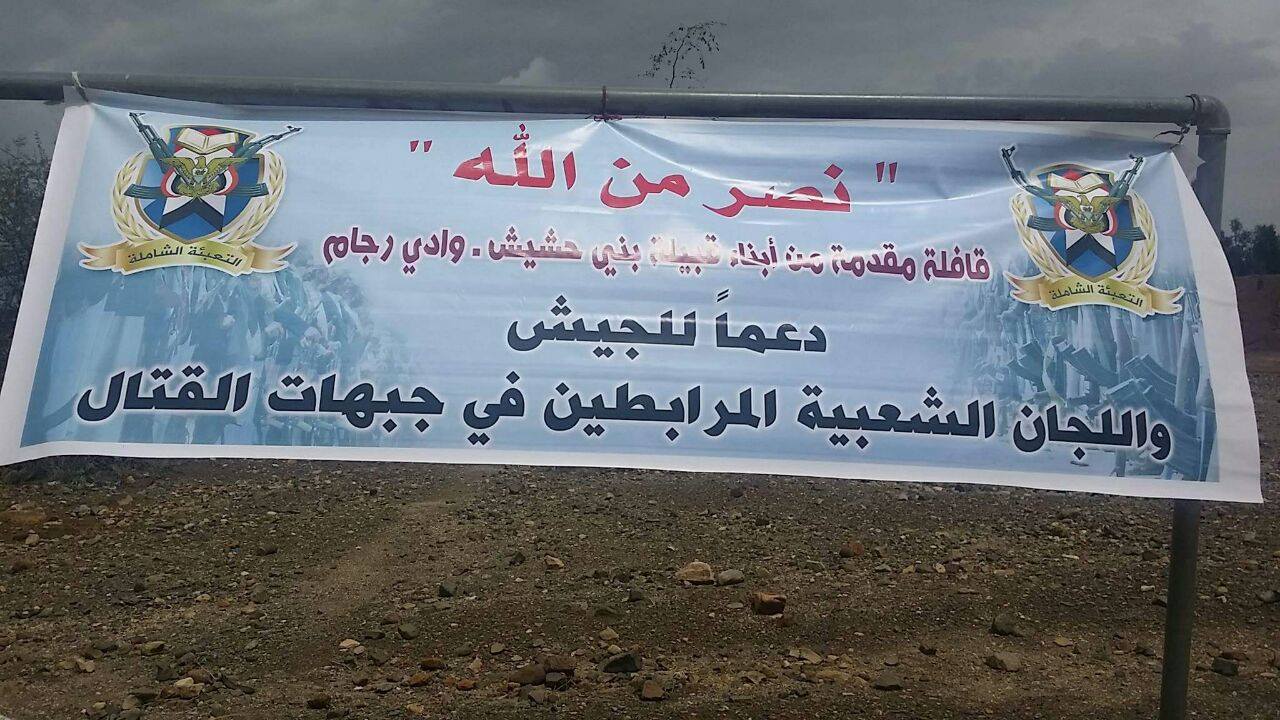 " نصر من الله "
قافلة مقدمة من أبناء قبيلة بني حشيش - وادي رجام
دعماً للجيش
واللجان الشعبية المرابطين في جبهات القتال
التعبئة الشاملة
التعبئة الشاملة